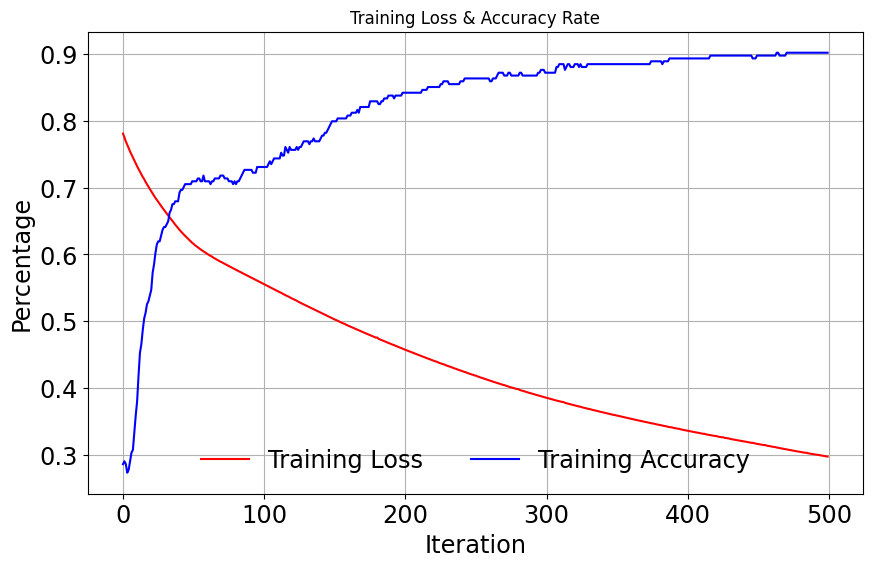 Training Loss & Accuracy Rate
Percentage
0.9
0.8
0.7
0.6
0.5
0.4
0.3
Training Loss Training Accuracy
0 100 200 300 400 500
Iteration